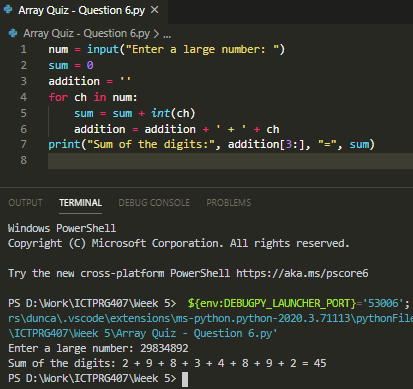 Array Quiz - Question 6.py ×
Array Quiz - Question 6.py > ...
1 num = input("Enter a large number: ")
2 sum = 0
3 addition = ''
4 for ch in num:
5 sum = sum + int(ch)
6 addition = addition + ' + ' + ch
7 print("Sum of the digits:", addition[3:], "=", sum)
8
OUTPUT TERMINAL DEBUG CONSOLE PROBLEMS
Windows PowerShell
Copyright (C) Microsoft Corporation. All rights reserved.
Try the new cross-platform PowerShell https://aka.ms/pscore6
PS D:\Work\ICTPRG407\Week 5> ${env:DEBUGPY_LAUNCHER_PORT}='53006';
rs\dunca\.vscode\extensions\ms-python.python-2020.3.71113\pythonFile
\ICTPRG407\Week 5\Array Quiz - Question 6.py'
Enter a large number: 29834892
Sum of the digits: 2 + 9 + 8 + 3 + 4 + 8 + 9 + 2 = 45
PS D:\Work\ICTPRG407\Week 5>